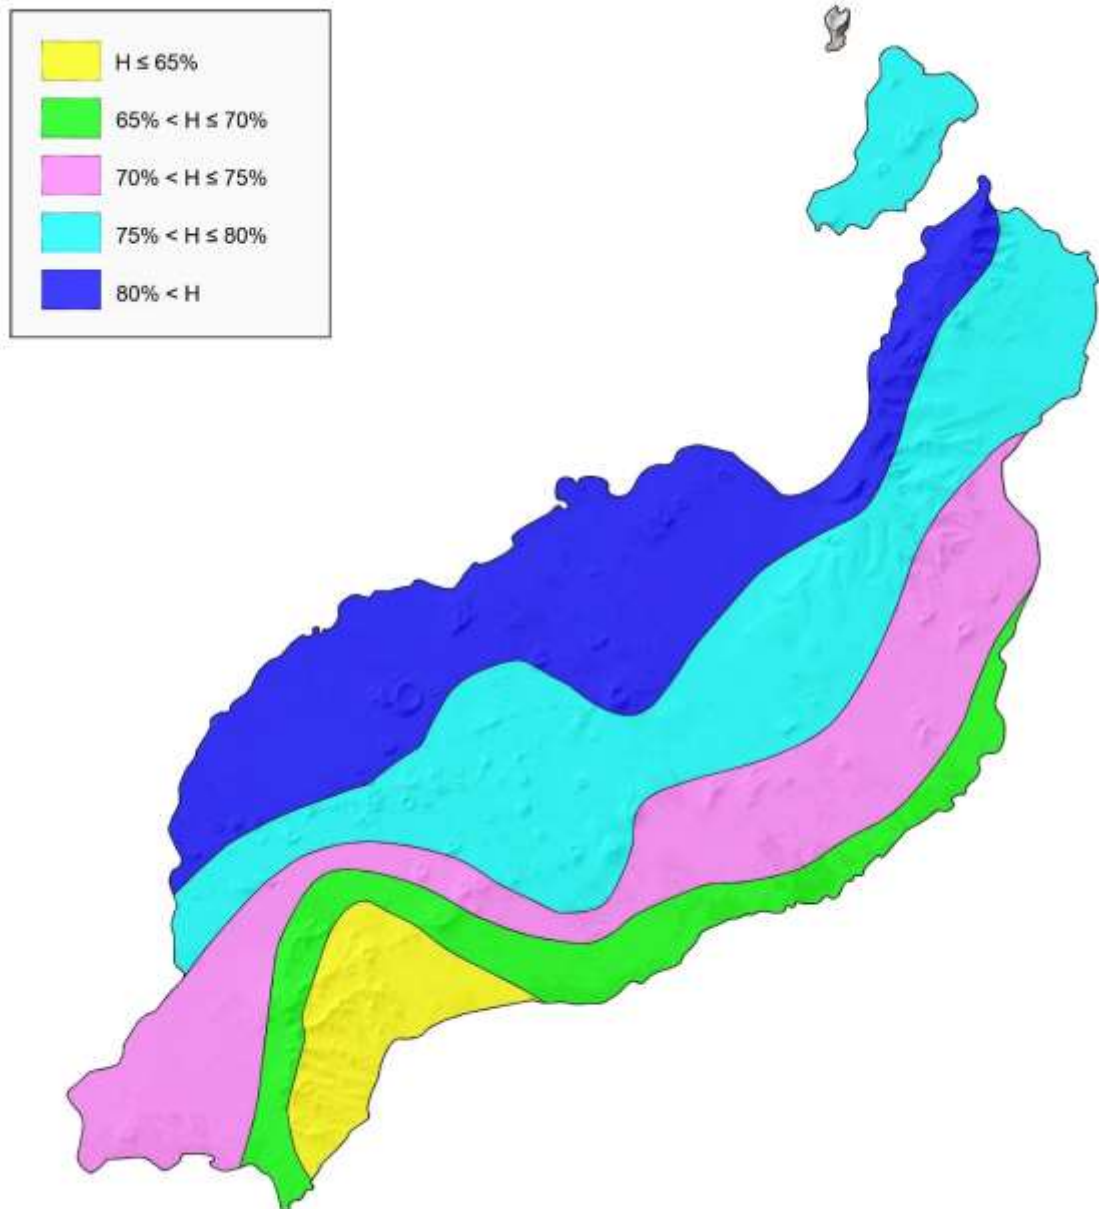 H ≤ 65%
65% < H ≤ 70%
70% < H ≤ 75%
75% < H ≤ 80%
80% < H